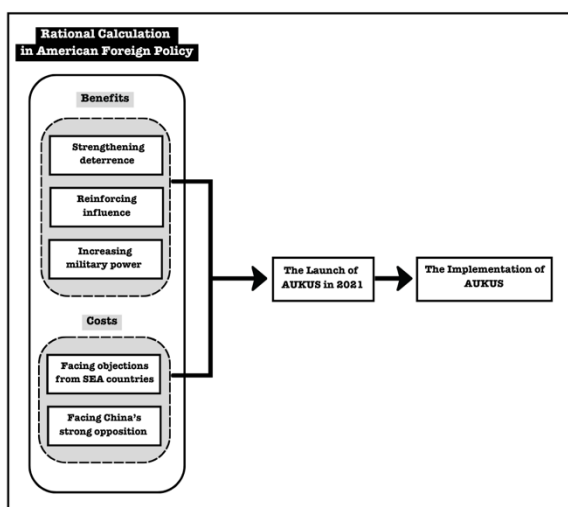 Rational Calculation
in American Foreign Policy
Benefits
Strengthening
deterrence
Reinforcing
influence
Increasing
military power
Costs
Facing objections
from SEA countries
Facing China's
strong opposition
The Launch of
AUKUS in 2021
The Implementation of
AUKUS